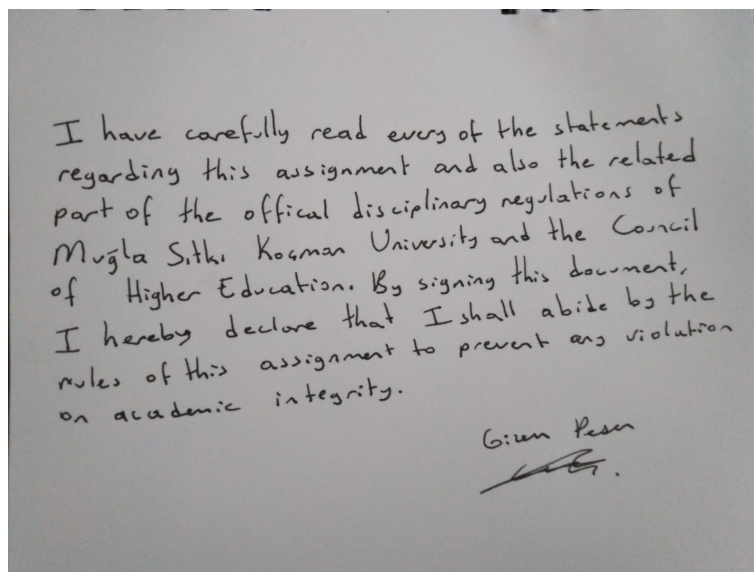 I have carefully read every of the statements
regarding this assignment and also the related
part of the offical disciplinary regulations of
Muğla Sıtkı Koçman University and the Council
of Higher Education. By signing this document,
I hereby declare that I shall abide by the
rules of this assignment to prevent any violation
on academic integrity.